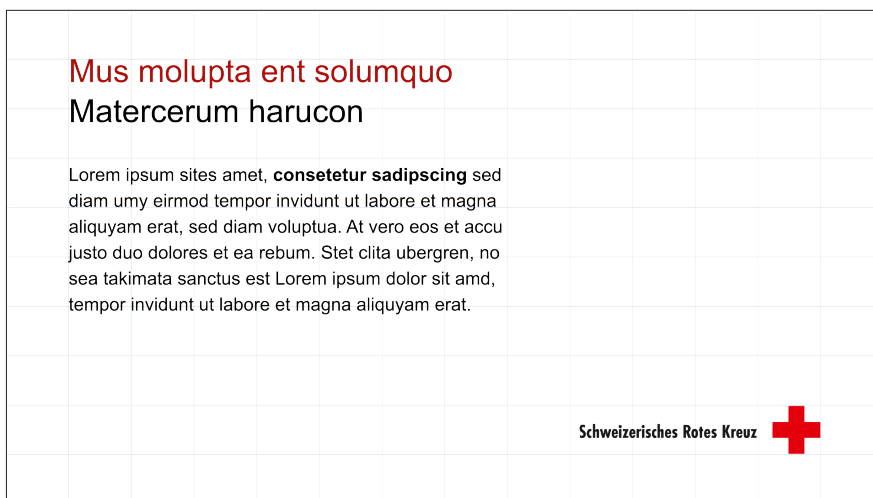 Mus molupta ent solumquo
Matercerum harucon
Lorem ipsum sites amet, consetetur sadipscing sed
diam umy eirmod tempor invidunt ut labore et magna
aliquyam erat, sed diam voluptua. At vero eos et accu
justo duo dolores et ea rebum. Stet clita ubergren, no
sea takimata sanctus est Lorem ipsum dolor sit amd,
tempor invidunt ut labore et magna aliquyam erat.
Schweizerisches Rotes Kreuz